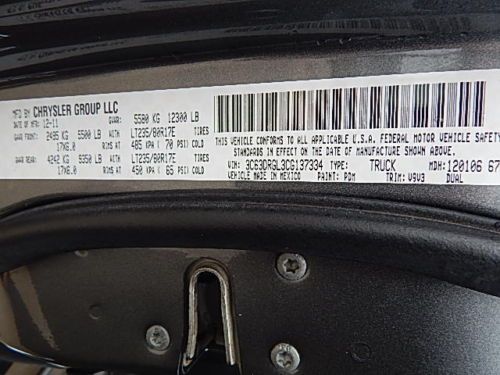 MFD BY CHRYSLER GROUP LLC
DATE OF MFR 12-11 GVWR: 5580 KG 12300 LB
GAWR FRONT: 2495 KG 5500 LB WITH LT235/80R17E TIRES
17X6.0 RIMS AT 485 KPA( 70 PSI) COLD
GAWR REAR: 4242 KG 9350 LB WITH LT235/80R17E TIRES
17X6.0 RIMS AT 450 KPA( 65 PSI) COLD
THIS VEHICLE CONFORMS TO ALL APPLICABLE U.S.A. FEDERAL MOTOR VEHICLE SAFETY
STANDARDS IN EFFECT ON THE DATE OF MANUFACTURE SHOWN ABOVE.
VIN: 3C63DRGL3CG137334 TYPE: TRUCK MDH: 120106 67
VEHICLE MADE IN MEXICO PAINT: PDM TRIM: V9V3 DUAL